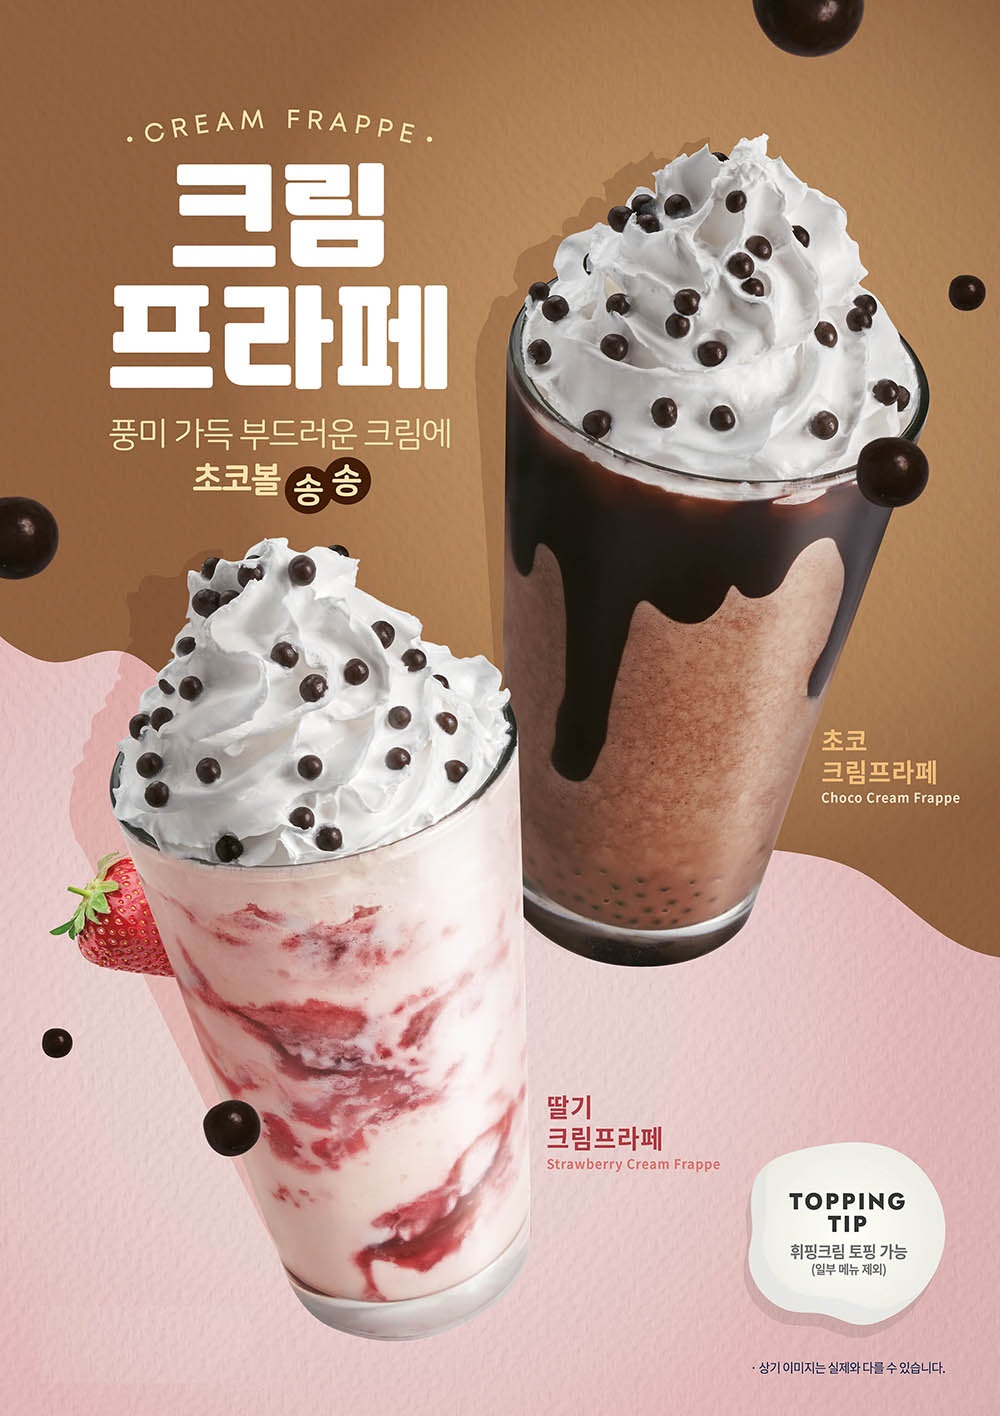 · CREAM FRAPPE ·
크림
프라페
풍미 가득 부드러운 크림에
초코볼 송송
초코
크림프라페
Choco Cream Frappe
딸기
크림프라페
Strawberry Cream Frappe
TOPPING
TIP
휘핑크림 토핑 가능
(일부 메뉴 제외)
· 상기 이미지는 실제와 다를 수 있습니다.